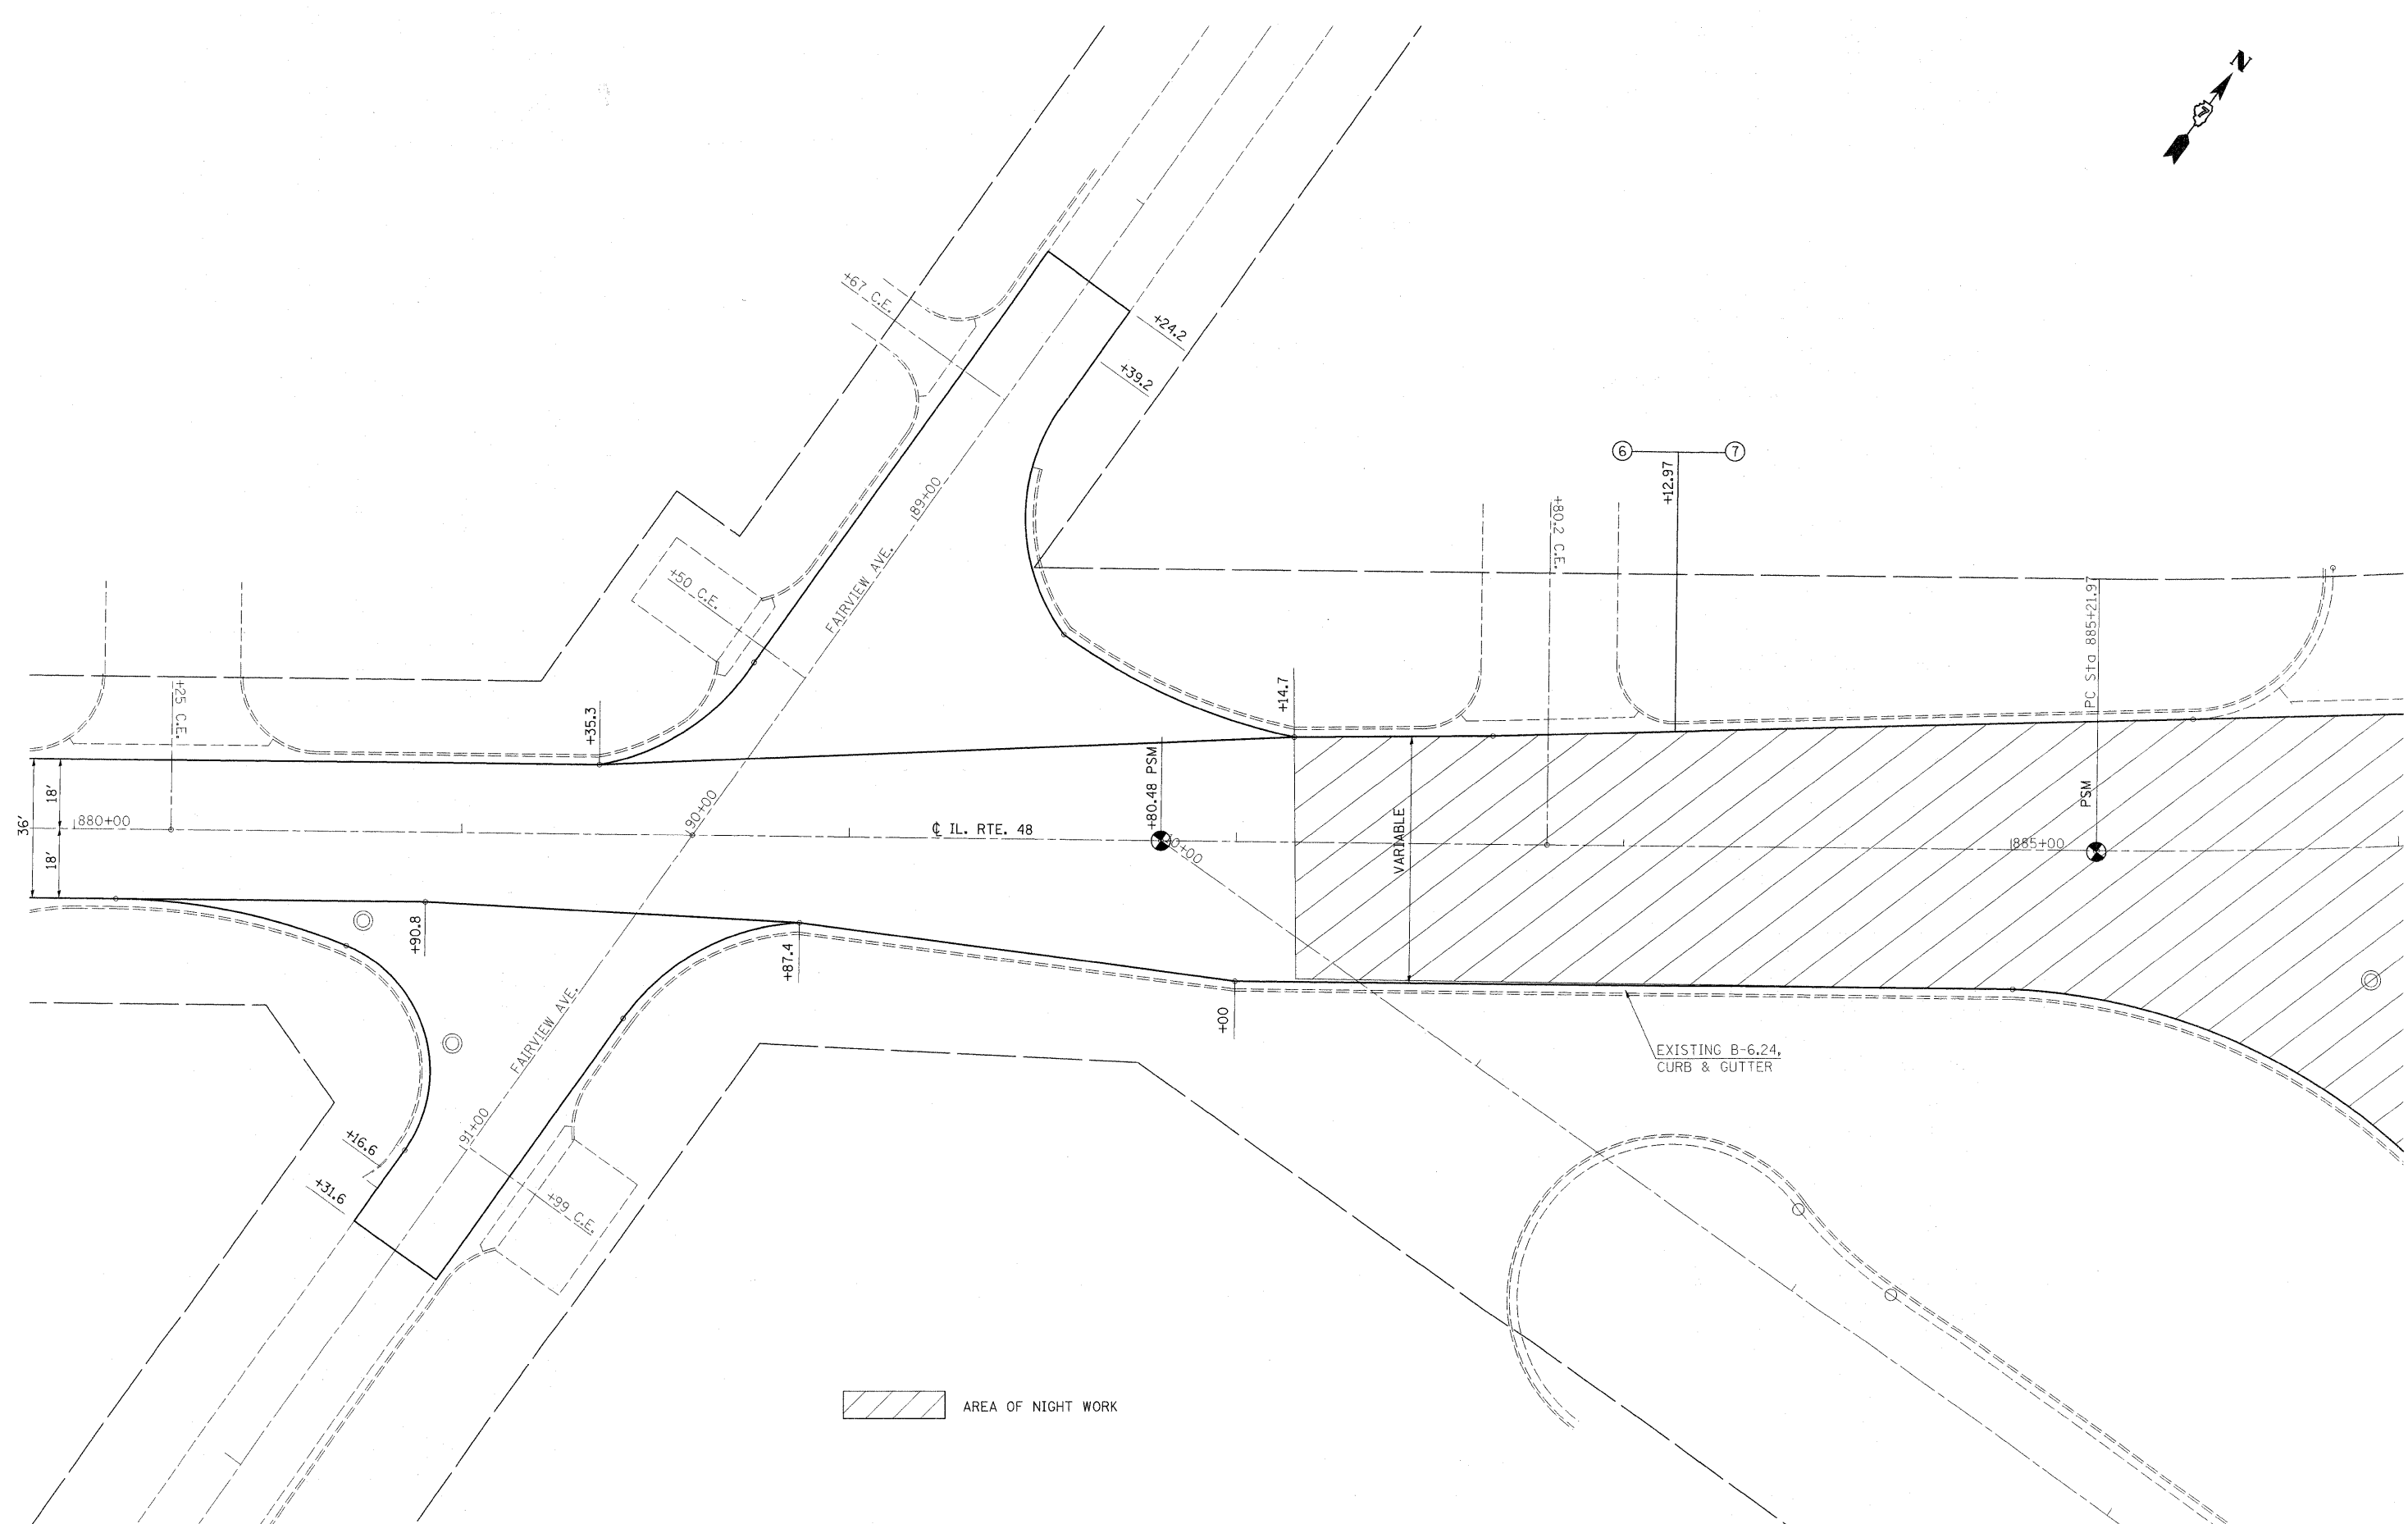 N
7
+67 C.E.
+24.2
+39.2
6
7
+12.97
89+00
+80.2 C.E.
FAIRVIEW AVE.
+50 C.E.
PC Sta 885+21.97
+25 C.E.
+35.3
+14.7
+80.48 PSM
PSM
36'
18'
18'
880+00
90+00
℄ IL. RTE. 48
VARIABLE
885+00
+90.8
+87.4
+00
FAIRVIEW AVE.
EXISTING B-6.24,
CURB & GUTTER
91+00
+16.6
+31.6
+99 C.E.
AREA OF NIGHT WORK